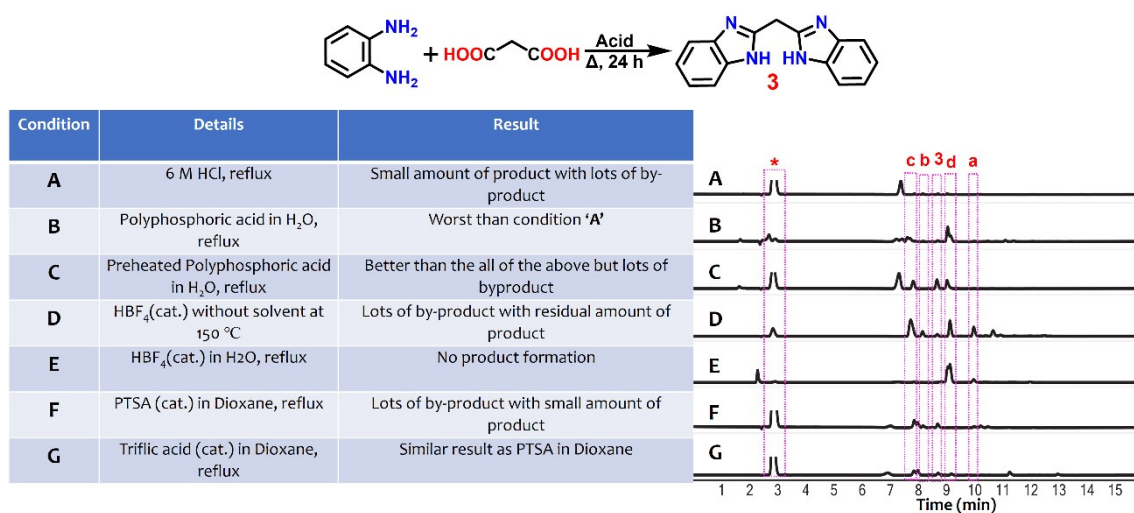 NH₂
NH₂
+
HOOC
COOH
Acid
Δ, 24 h
N
N
NH
HN
3
Condition Details Result
A 6 M HCl, reflux Small amount of product with lots of by-
product
B Polyphosphoric acid in H₂O,
reflux
Worst than condition ‘A’
C Preheated Polyphosphoric acid
in H₂O, reflux
Better than the all of the above but lots of
byproduct
D HBF₄(cat.) without solvent at
150 °C
Lots of by-product with residual amount of
product
E HBF₄(cat.) in H2O, reflux No product formation
F PTSA (cat.) in Dioxane, reflux Lots of by-product with small amount of
product
G Triflic acid (cat.) in Dioxane,
reflux
Similar result as PTSA in Dioxane
* c b 3 d a
A
B
C
D
E
F
G
1 2 3 4 5 6 7 8 9 10 11 12 13 14 15
Time (min)